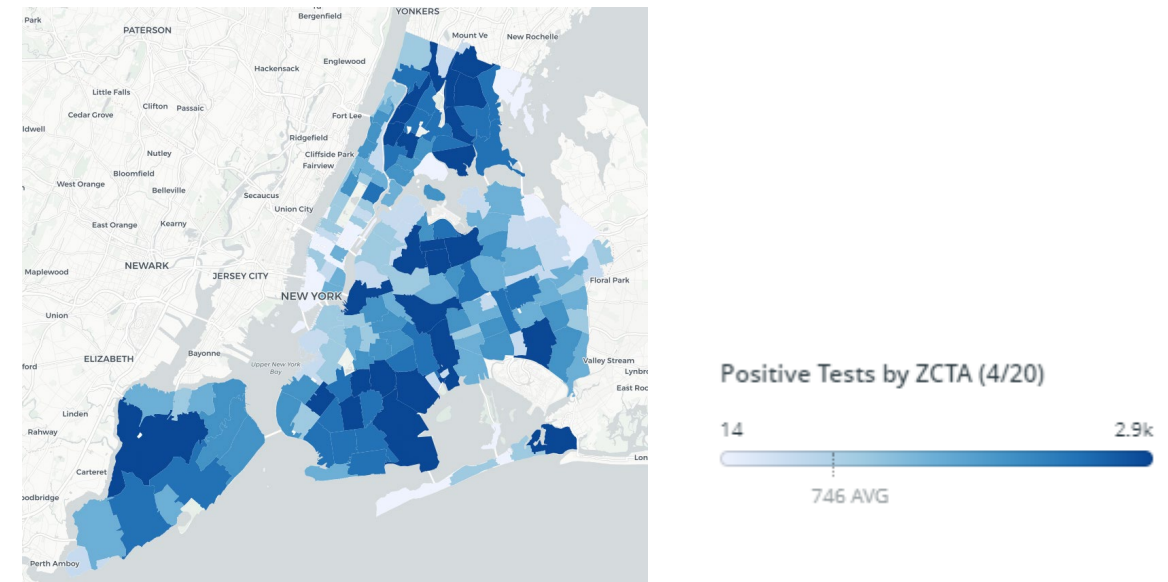 YONKERS
Park
Bergenfield
PATERSON
Mount Ve
New Rochelle
Englewood
Hackensack
Little Falls
Clifton
Passaic
Cedar Grove
Fort Lee
ldwell
Ridgefield
Nutley
Cliffside Park
Fairview
Bloomfield
West Orange
Belleville
Secaucus
Union City
East Orange
Kearny
NEWARK
Maplewood
JERSEY CITY
Floral Park
NEW YORK
Union
Bayonne
ELIZABETH
Valley Stream
ford
Upper New York
Bay
Lynbro
East Roc
Linden
Rahway
Lon
Carteret
oodbridge
Perth Amboy
Positive Tests by ZCTA (4/20)
14
2.9k
746 AVG